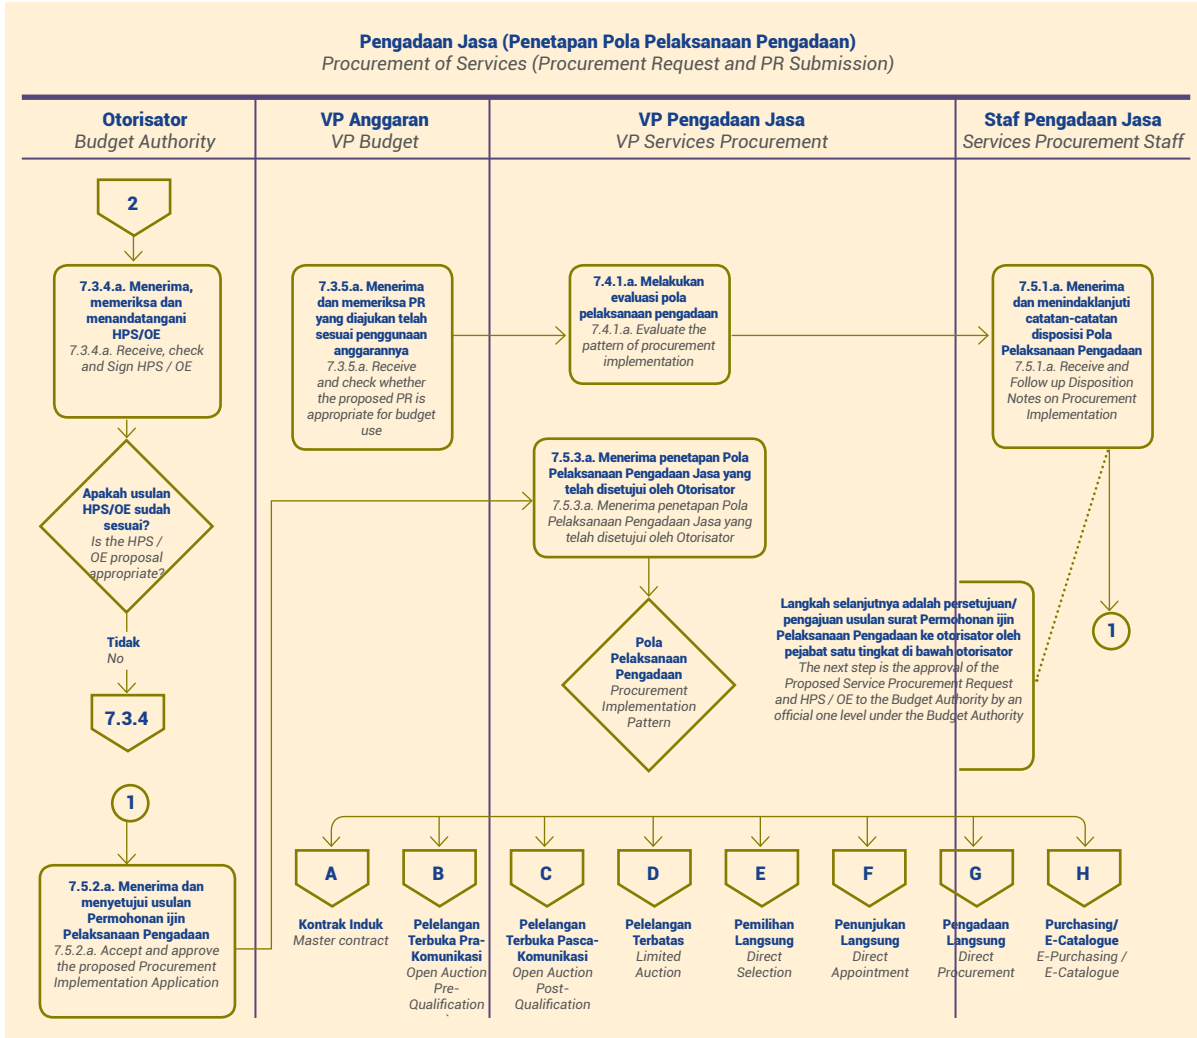 Pengadaan Jasa (Penetapan Pola Pelaksanaan Pengadaan)
Procurement of Services (Procurement Request and PR Submission)
Otorisator
Budget Authority
VP Anggaran
VP Budget
VP Pengadaan Jasa
VP Services Procurement
Staf Pengadaan Jasa
Services Procurement Staff
2
7.3.4.a. Menerima,
memeriksa dan
menandatangani
HPS/OE
7.3.4.a. Receive, check
and Sign HPS / OE
7.3.5.a. Menerima
dan memeriksa PR
yang diajukan telah
sesuai penggunaan
anggarannya
7.3.5.a. Receive
and check whether
the proposed PR is
appropriate for budget
use
7.4.1.a. Melakukan
evaluasi pola
pelaksanaan pengadaan
7.4.1.a. Evaluate the
pattern of procurement
implementation
7.5.1.a. Menerima
dan menindaklanjuti
catatan-catatan
disposisi Pola
Pelaksanaan Pengadaan
7.5.1.a. Receive and
Follow up Disposition
Notes on Procurement
Implementation
Apakah usulan
HPS/OE sudah
sesuai?
Is the HPS /
OE proposal
appropriate?
Tidak
No
7.3.4
7.5.3.a. Menerima penetapan Pola
Pelaksanaan Pengadaan Jasa yang
telah disetujui oleh Otorisator
7.5.3.a. Menerima penetapan Pola
Pelaksanaan Pengadaan Jasa yang
telah disetujui oleh Otorisator
Pola
Pelaksanaan
Pengadaan
Procurement
Implementation
Pattern
Langkah selanjutnya adalah persetujuan/
pengajuan usulan surat Permohonan ijin
Pelaksanaan Pengadaan ke otorisator oleh
pejabat satu tingkat di bawah otorisator
The next step is the approval of the
Proposed Service Procurement Request
and HPS / OE to the Budget Authority by an
official one level under the Budget Authority
1
1
7.5.2.a. Menerima dan
menyetujui usulan
Permohonan ijin
Pelaksanaan Pengadaan
7.5.2.a. Accept and approve
the proposed Procurement
Implementation Application
A
Kontrak Induk
Master contract
B
Pelelangan
Terbuka Pra-
Komunikasi
Open Auction
Pre-
Qualification
C
Pelelangan
Terbuka Pasca-
Komunikasi
Open Auction
Post-
Qualification
D
Pelelangan
Terbatas
Limited
Auction
E
Pemilihan
Langsung
Direct
Selection
F
Penunjukan
Langsung
Direct
Appointment
G
Pengadaan
Langsung
Direct
Procurement
H
Purchasing/
E-Catalogue
E-Purchasing /
E-Catalogue